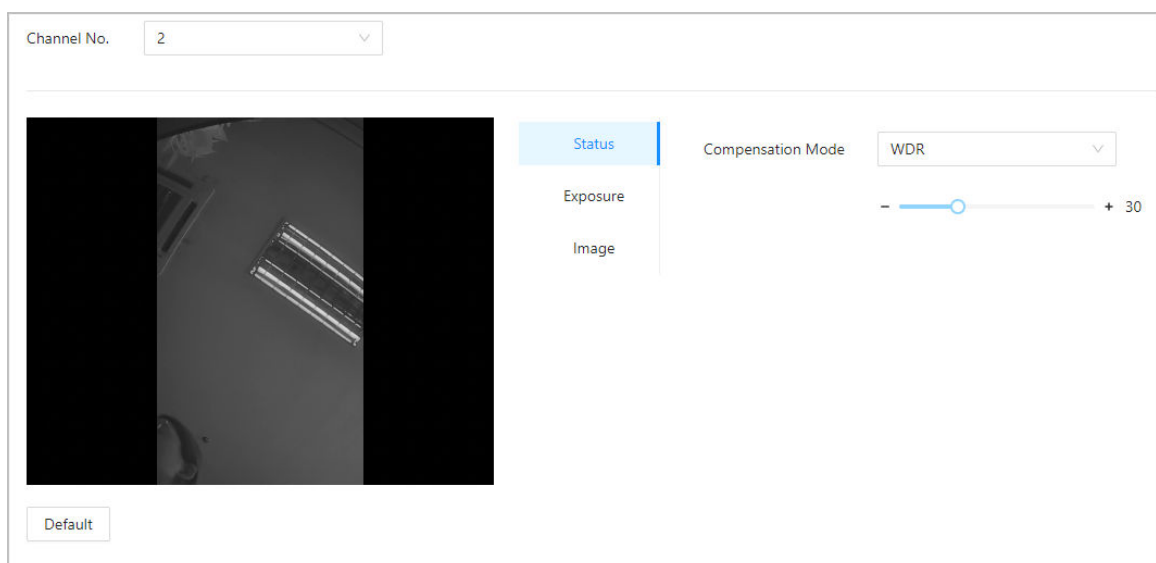 Channel No. 2
Status
Compensation Mode WDR
- + 30
Exposure
Image
Default